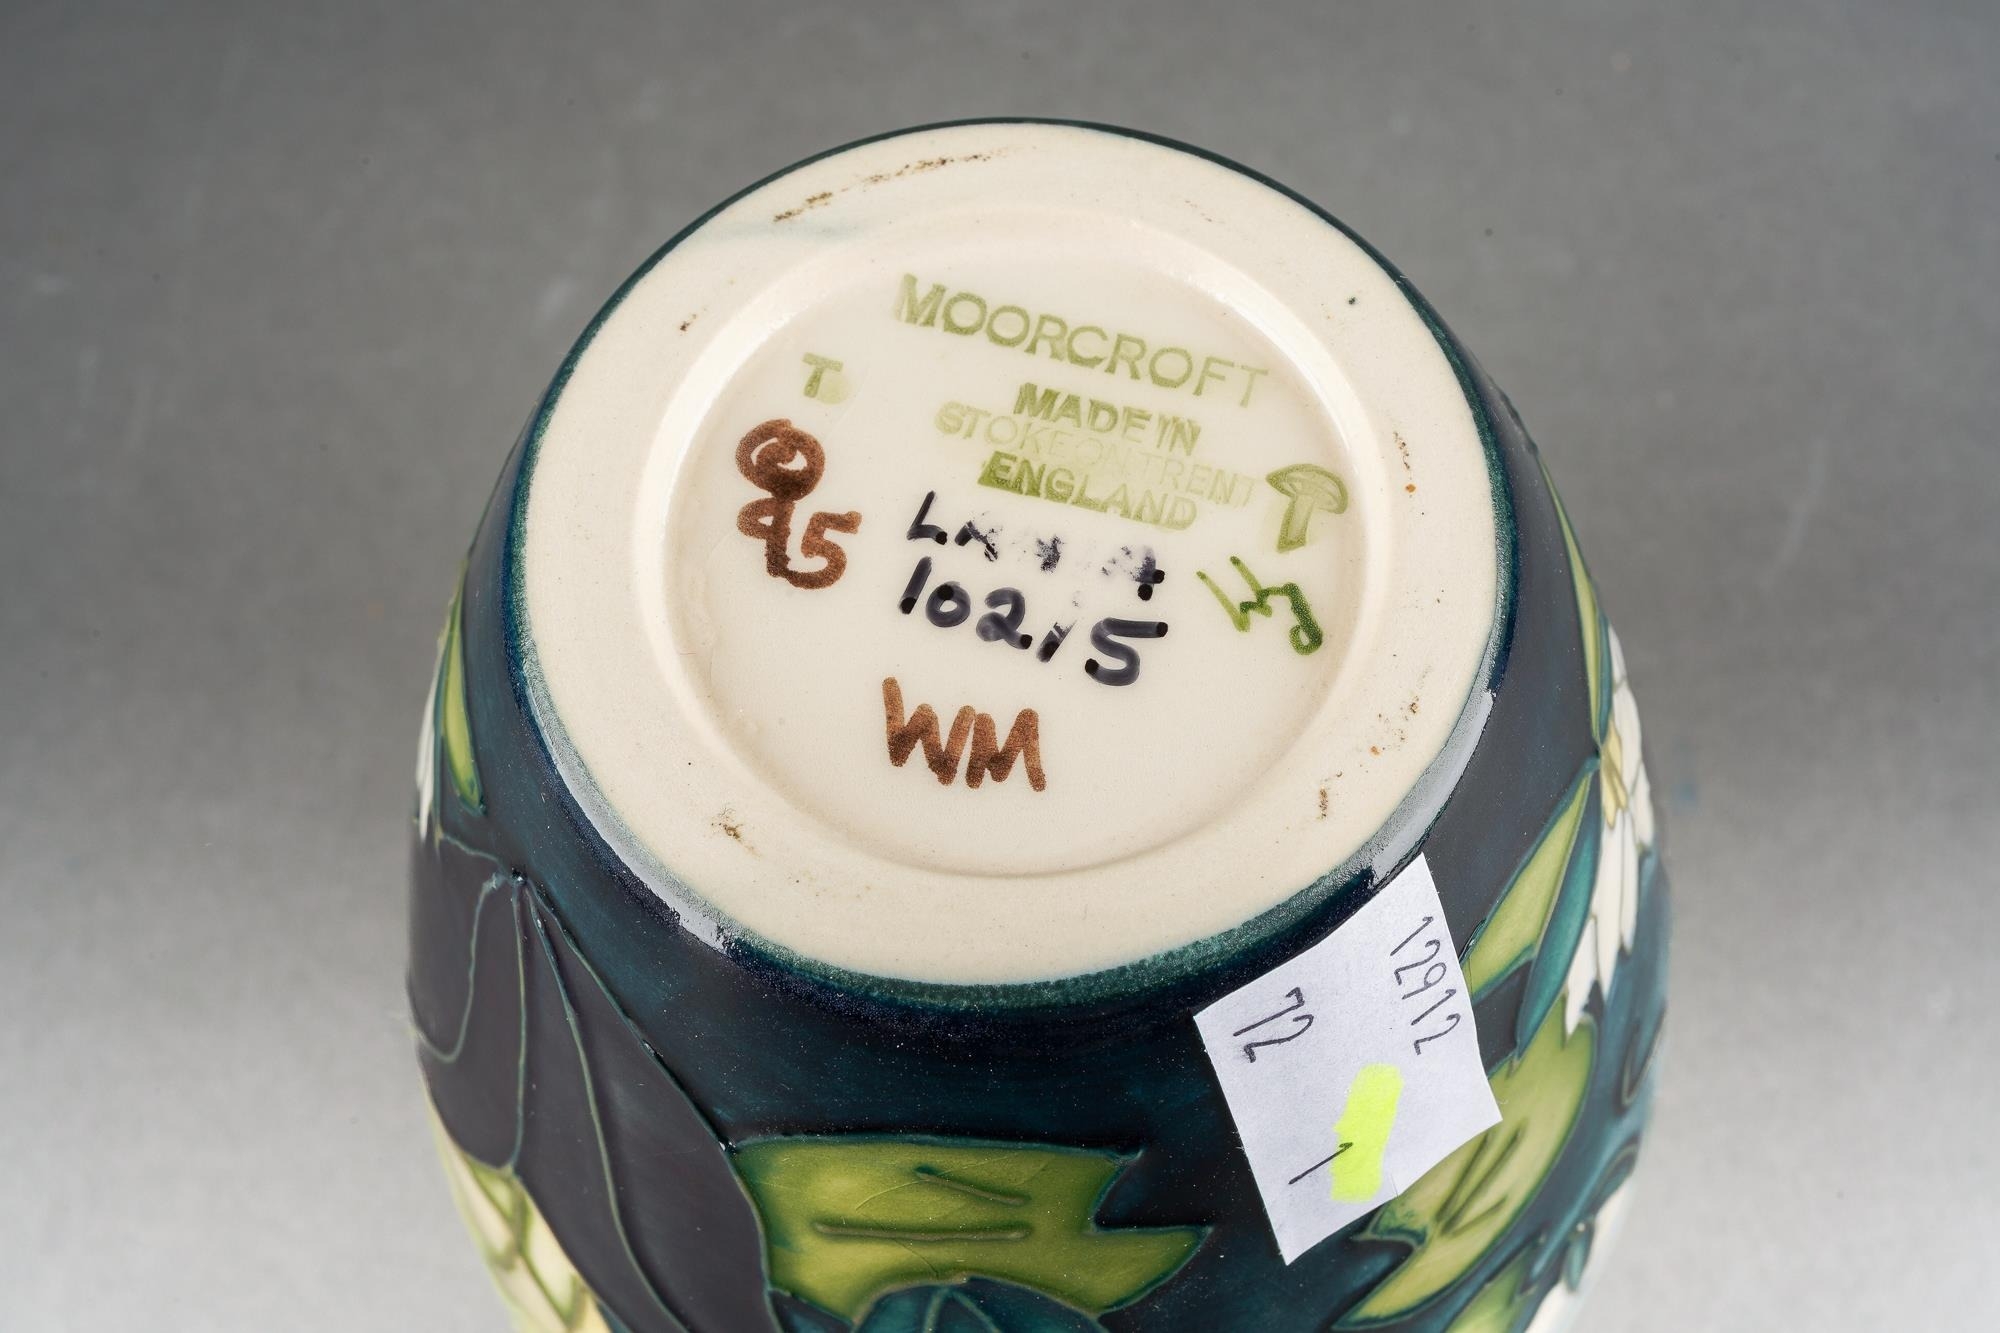 MOORCROFT
MADE IN
STOKE ON TRENT
ENGLAND
T
95
102/5
WM
12912
72
1